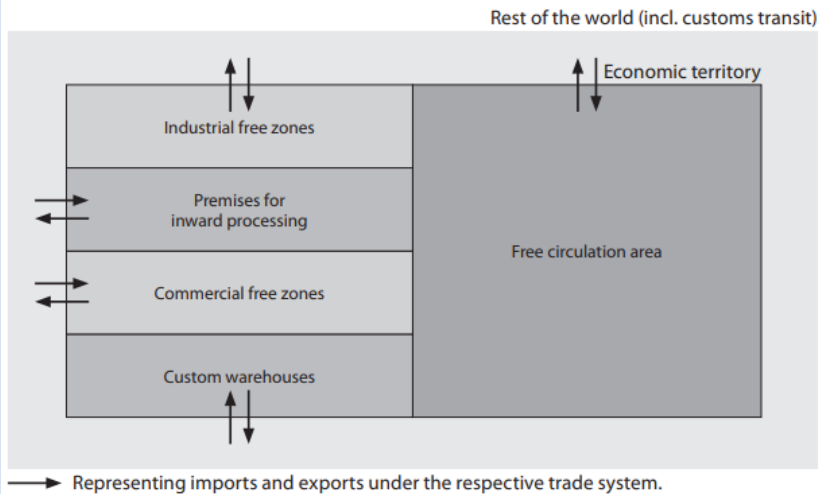 Rest of the world (incl. customs transit)
Economic territory
Industrial free zones
Premises for
inward processing
Free circulation area
Commercial free zones
Custom warehouses
Representing imports and exports under the respective trade system.